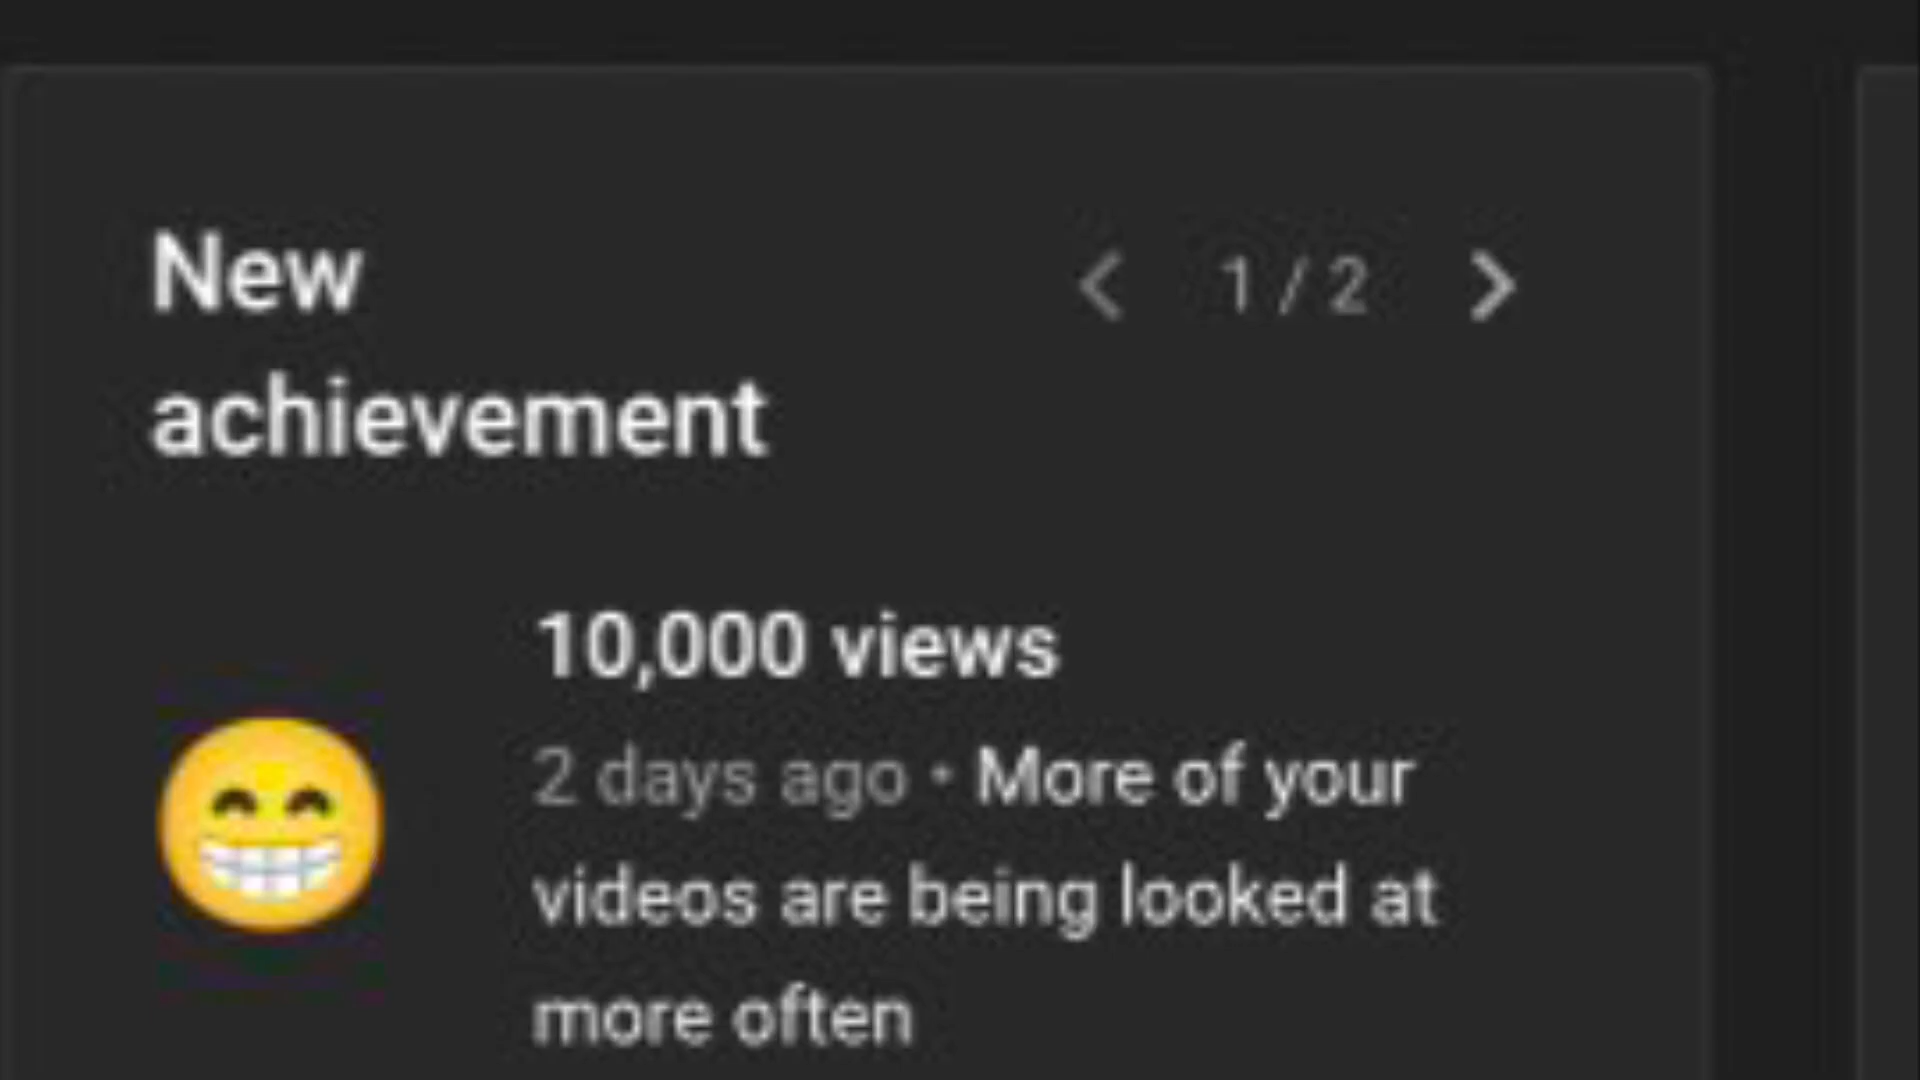 New
achievement
1 / 2
10,000 views
2 days ago • More of your
videos are being looked at
more often